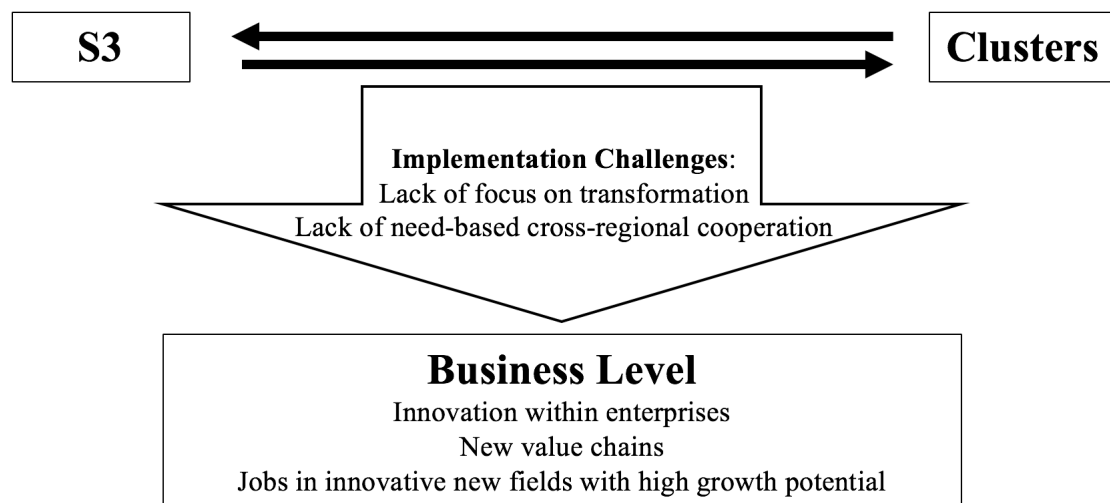 S3
Clusters
Implementation Challenges:
Lack of focus on transformation
Lack of need-based cross-regional cooperation
Business Level
Innovation within enterprises
New value chains
Jobs in innovative new fields with high growth potential